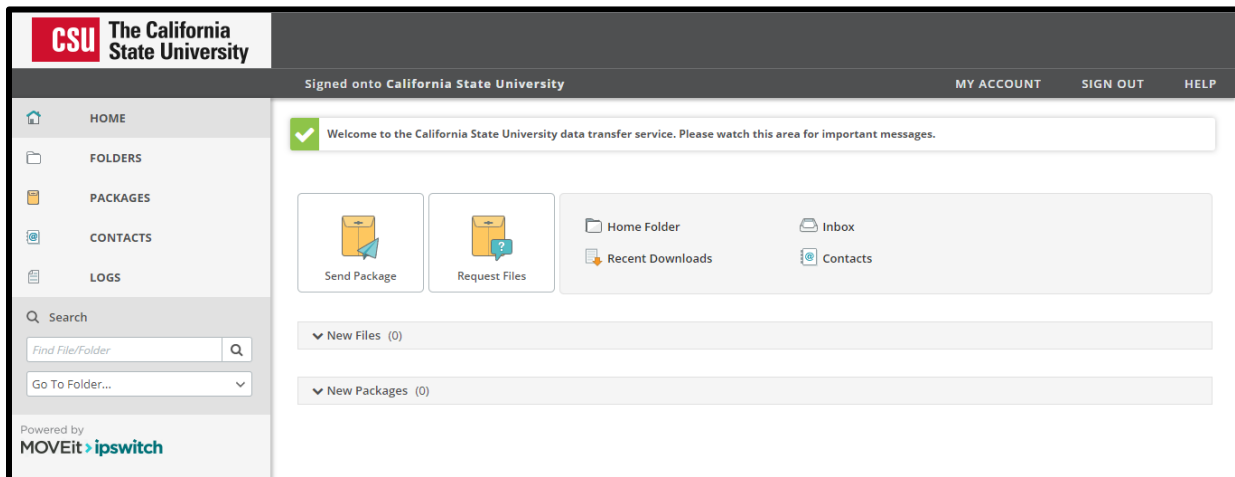 CSU The California
State University
Signed onto California State University
MY ACCOUNT SIGN OUT HELP
HOME
FOLDERS
PACKAGES
CONTACTS
LOGS
Search
Find File/Folder
Go To Folder...
Powered by
MOVEit ipswitch
Welcome to the California State University data transfer service. Please watch this area for important messages.
Send Package
Request Files
Home Folder
Inbox
Recent Downloads
Contacts
New Files (0)
New Packages (0)